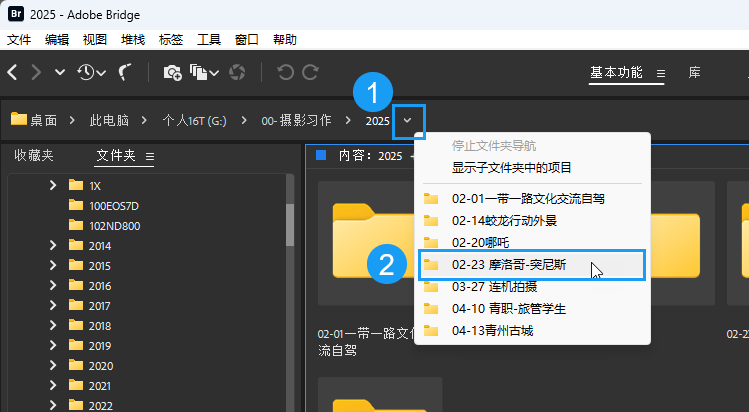 Br 2025 - Adobe Bridge
文件 编辑 视图 堆栈 标签 工具 窗口 帮助
基本功能 库
1
桌面 此电脑 个人16T (G:) 00- 摄影习作 2025
收藏夹 文件夹
内容：2025
停止文件夹导航
显示子文件夹中的项目
02-01一带一路文化交流自驾
02-14蛟龙行动外景
02-20哪吒
2
02-23 摩洛哥-突尼斯
03-27 连机拍摄
04-10 青职-旅管学生
04-13青州古城
1X
100EOS7D
102ND800
2014
2015
2016
2017
2018
2019
2020
2021
2022
02-01一带一路文化
流自驾
02-2